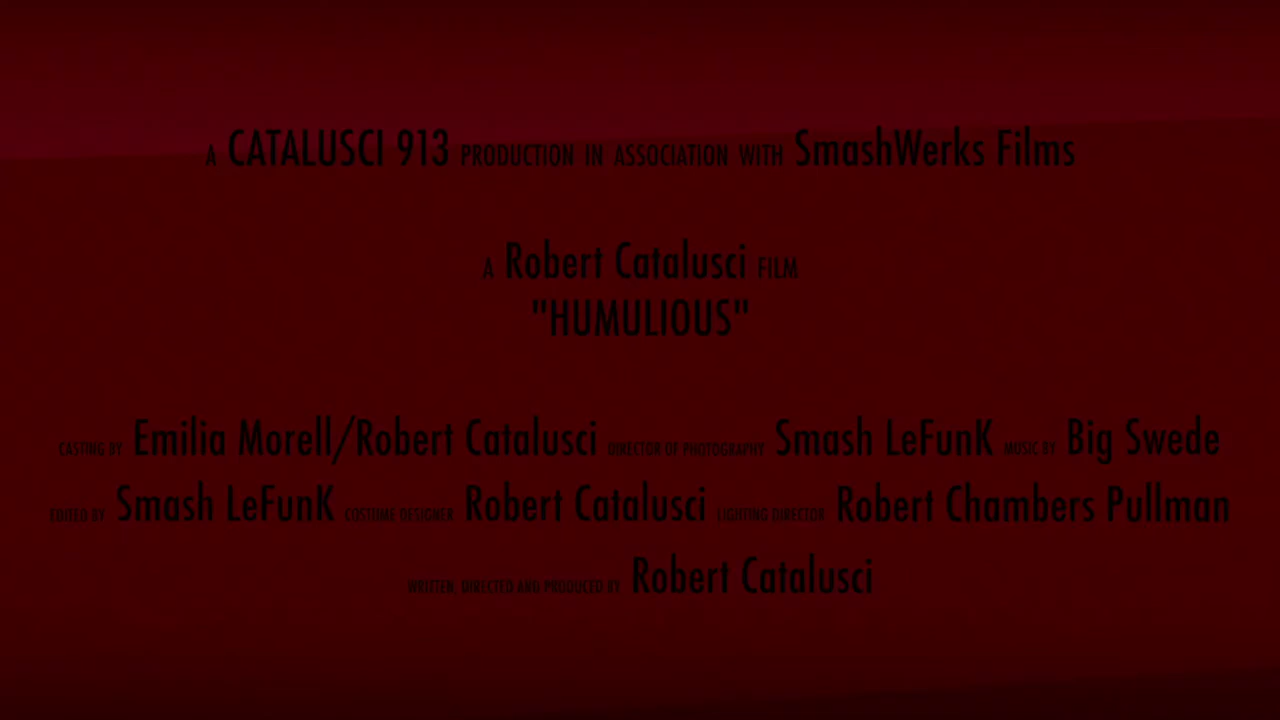 A CATALUSCI 913 PRODUCTION IN ASSOCIATION WITH SmashWerks Films
A Robert Catalusci FILM
"HUMULIOUS"
CASTING BY Emilia Morell/Robert Catalusci DIRECTOR OF PHOTOGRAPHY Smash LeFunK MUSIC BY Big Swede
EDITED BY Smash LeFunK COSTUME DESIGNER Robert Catalusci LIGHTING DIRECTOR Robert Chambers Pullman
WRITTEN, DIRECTED AND PRODUCED BY Robert Catalusci